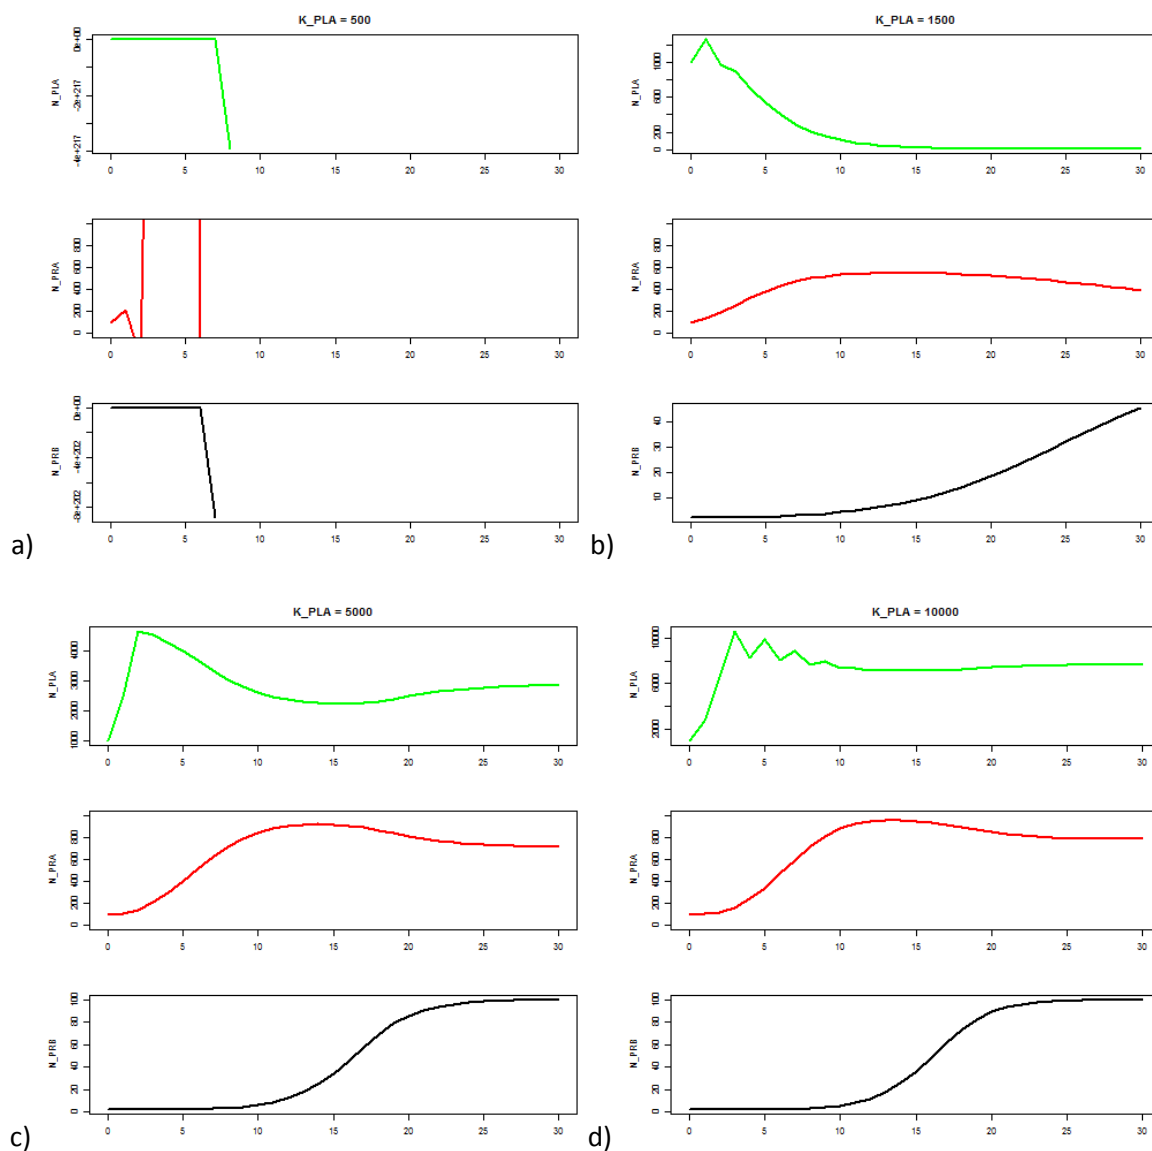 K_PLA = 500
N_PLA
0e+00
-2e+217
-4e+217
0 5 10 15 20 25 30
N_PRA
0 200 400 600 800
0 5 10 15 20 25 30
N_PRB
0e+00
-4e+202
-8e+202
0 5 10 15 20 25 30
a)
K_PLA = 1500
N_PLA
0 200 600 1000
0 5 10 15 20 25 30
N_PRA
0 200 400 600 800
0 5 10 15 20 25 30
N_PRB
10 20 30 40
0 5 10 15 20 25 30
b)
K_PLA = 5000
N_PLA
1000 2000 3000 4000
0 5 10 15 20 25 30
N_PRA
0 200 400 600 800
0 5 10 15 20 25 30
N_PRB
0 20 40 60 80 100
0 5 10 15 20 25 30
c)
K_PLA = 10000
N_PLA
2000 6000 10000
0 5 10 15 20 25 30
N_PRA
0 200 400 600 800
0 5 10 15 20 25 30
N_PRB
0 20 40 60 80 100
0 5 10 15 20 25 30
d)